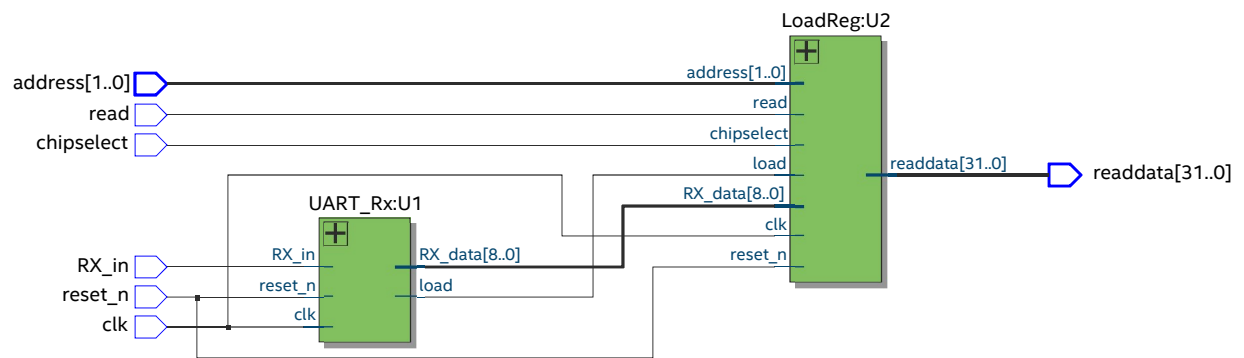 LoadReg:U2
address[1..0]
address[1..0]
read
read
chipselect
chipselect
load
readdata[31..0]
readdata[31..0]
RX_data[8..0]
UART_Rx:U1
clk
RX_in
RX_in
RX_data[8..0]
reset_n
reset_n
reset_n
load
clk
clk